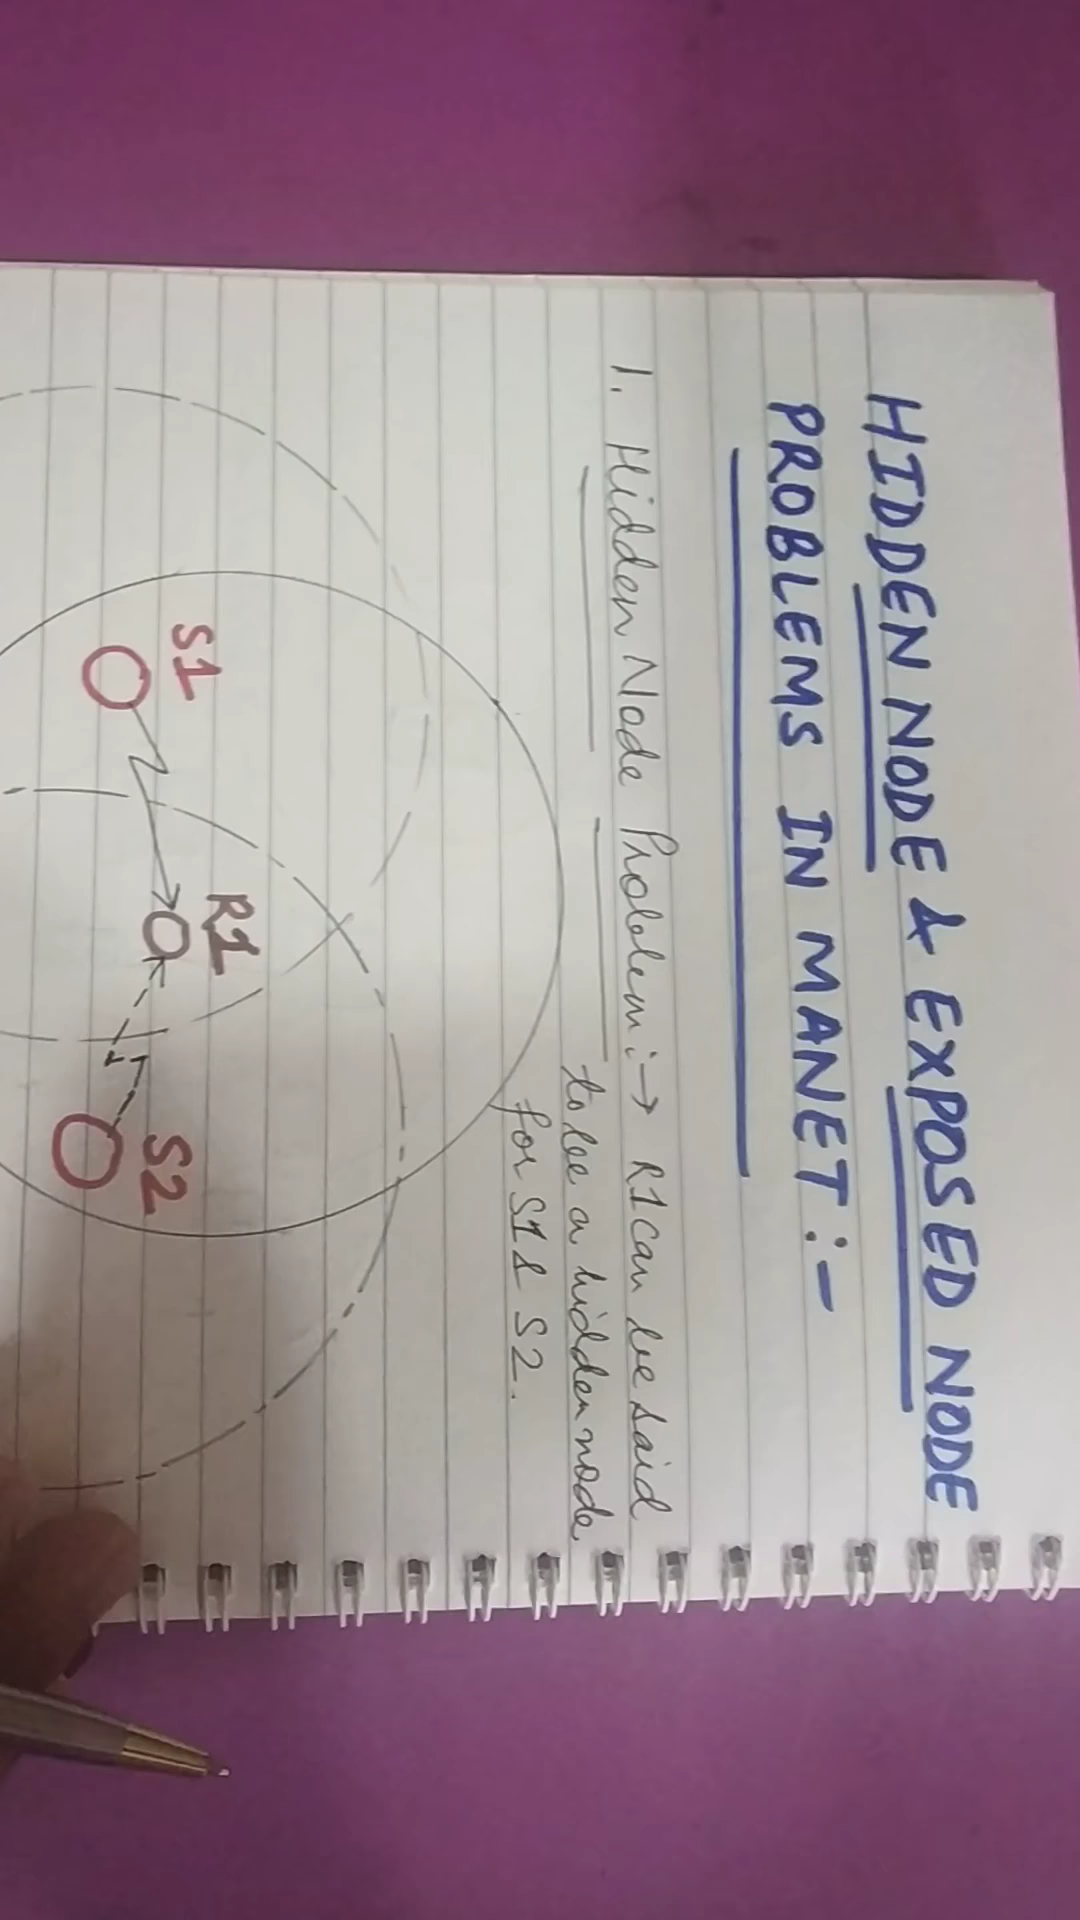 HIDDEN NODE & EXPOSED NODE
PROBLEMS IN MANET :-
1. Hidden Node Problem :→ R1 can be said
to be a hidden node
for S1 & S2.
S1
R1
S2